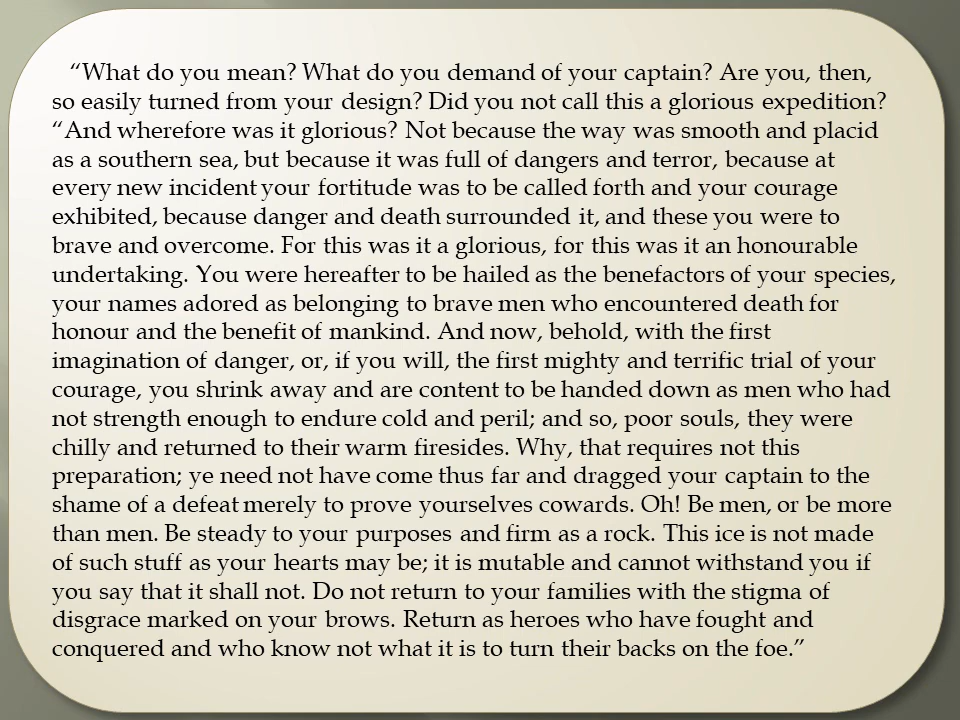 “What do you mean? What do you demand of your captain? Are you, then,
so easily turned from your design? Did you not call this a glorious expedition?
“And wherefore was it glorious? Not because the way was smooth and placid
as a southern sea, but because it was full of dangers and terror, because at
every new incident your fortitude was to be called forth and your courage
exhibited, because danger and death surrounded it, and these you were to
brave and overcome. For this was it a glorious, for this was it an honourable
undertaking. You were hereafter to be hailed as the benefactors of your species,
your names adored as belonging to brave men who encountered death for
honour and the benefit of mankind. And now, behold, with the first
imagination of danger, or, if you will, the first mighty and terrific trial of your
courage, you shrink away and are content to be handed down as men who had
not strength enough to endure cold and peril; and so, poor souls, they were
chilly and returned to their warm firesides. Why, that requires not this
preparation; ye need not have come thus far and dragged your captain to the
shame of a defeat merely to prove yourselves cowards. Oh! Be men, or be more
than men. Be steady to your purposes and firm as a rock. This ice is not made
of such stuff as your hearts may be; it is mutable and cannot withstand you if
you say that it shall not. Do not return to your families with the stigma of
disgrace marked on your brows. Return as heroes who have fought and
conquered and who know not what it is to turn their backs on the foe.”